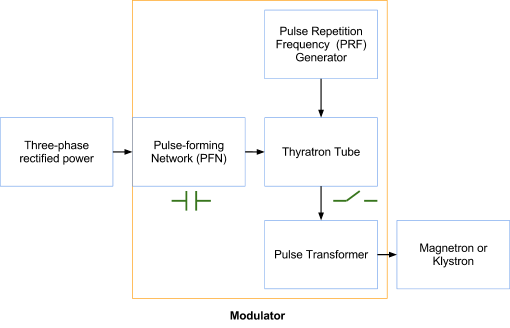 Pulse Repetition
Frequency (PRF)
Generator
Three-phase
rectified power
Pulse-forming
Network (PFN)
Thyratron Tube
Pulse Transformer
Magnetron or
Klystron
Modulator